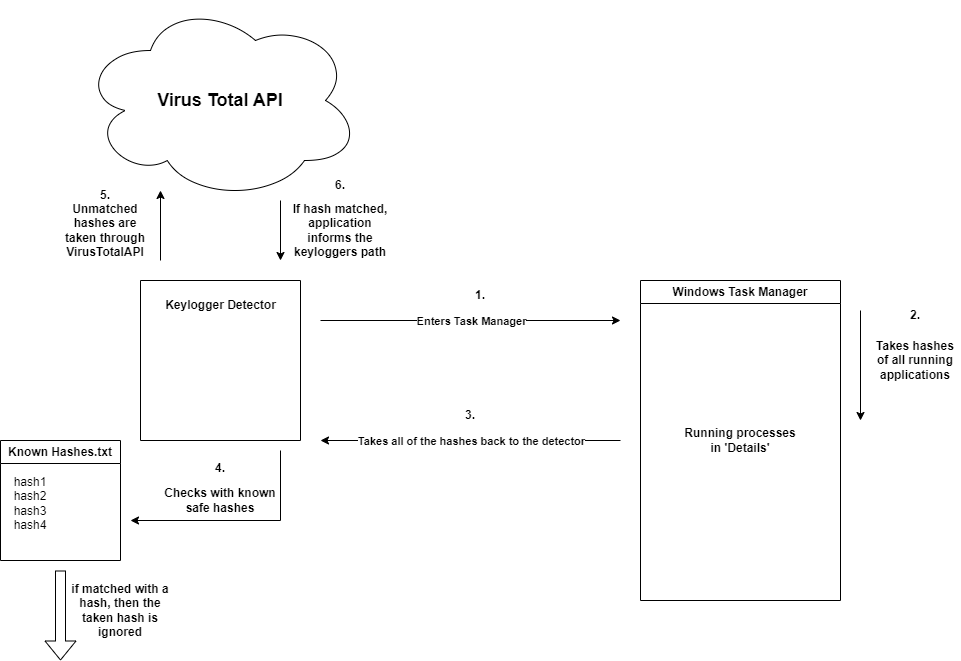 Virus Total API
5.
Unmatched
hashes are
taken through
VirusTotalAPI
6.
If hash matched,
application
informs the
keyloggers path
Keylogger Detector
1.
Enters Task Manager
Windows Task Manager
2.
Takes hashes
of all running
applications
Running processes
in 'Details'
3.
Takes all of the hashes back to the detector
4.
Checks with known
safe hashes
Known Hashes.txt
hash1
hash2
hash3
hash4
if matched with a
hash, then the
taken hash is
ignored